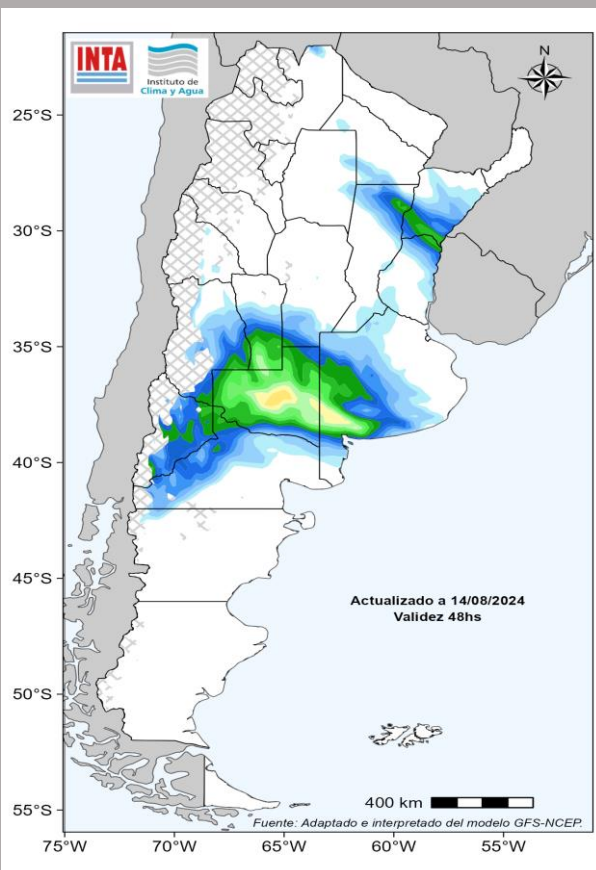 INTA
Instituto de
Clima y Agua
N
25°S
30°S
35°S
40°S
45°S
50°S
55°S
Actualizado a 14/08/2024
Validez 48hs
400 km
Fuente: Adaptado e interpretado del modelo GFS-NCEP.
75°W
70°W
65°W
60°W
55°W